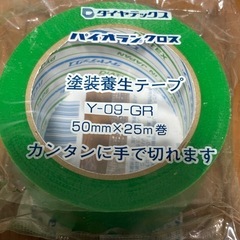 ダイヤテックス
パイオランクロス
塗装養生テープ
Y-09-GR
50mm×25m巻
カンタンに手で切れます